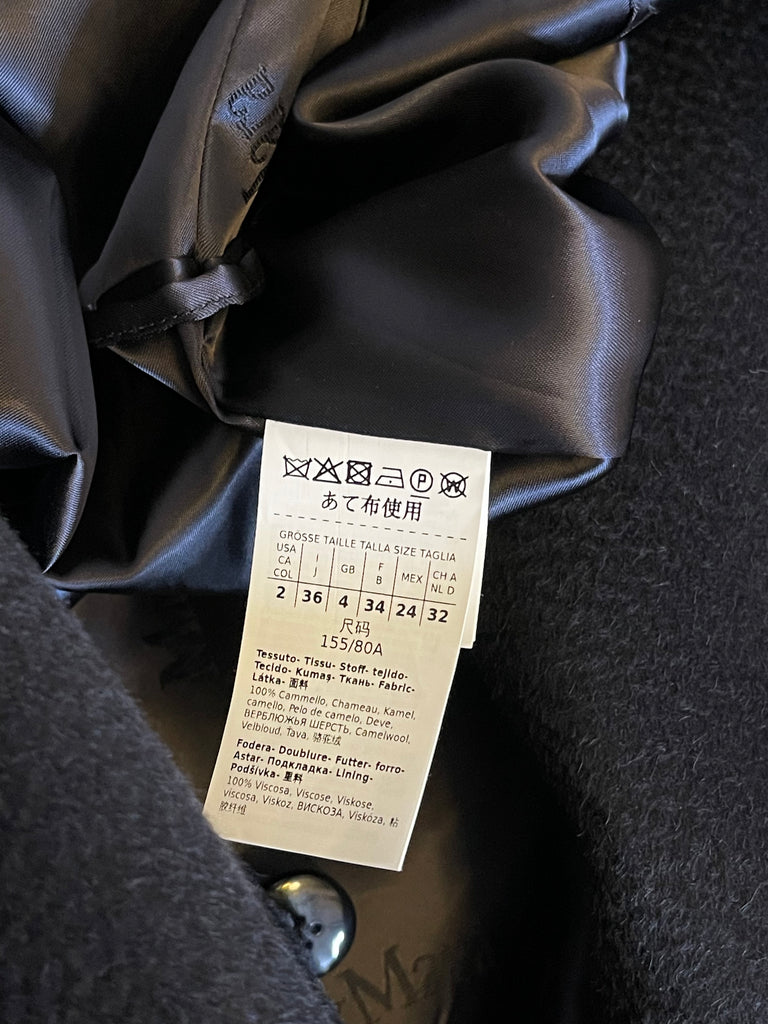 P W
あて布使用
GRÖSSE TAILLE TALLA SIZE TAGLIA
USA CA COL | I J | GB | F B | MEX | CH A NL D
2 | 36 | 4 | 34 | 24 | 32
尺码
155/80A
Tessuto- Tissu- Stoff- tejido-
Tecido- Kumaş- Ткань- Fabric-
Látka- 面料
100% Cammello, Chameau, Kamel,
camello, Pelo de camelo, Deve,
ВЕРБЛЮЖЬЯ ШЕРСТЬ, Camelwool,
Velbloud, Tava, 骆驼绒
Fodera- Doublure- Futter- forro-
Astar- Подкладка- Lining-
Podšívka- 里料
100% Viscosa, Viscose, Viskose,
viscosa, Viskoz, ВИСКОЗА, Viskóza, 粘
胶纤维